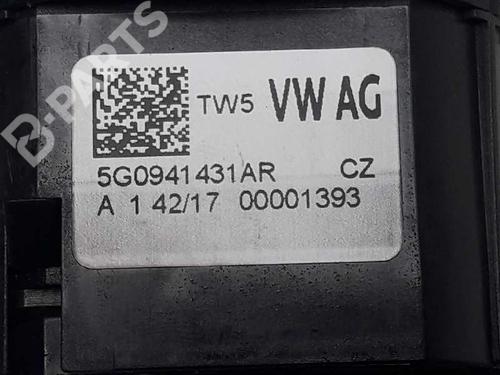 B-PARTS
TW5 VW AG
5G0941431AR CZ
A 1 42/17 00001393